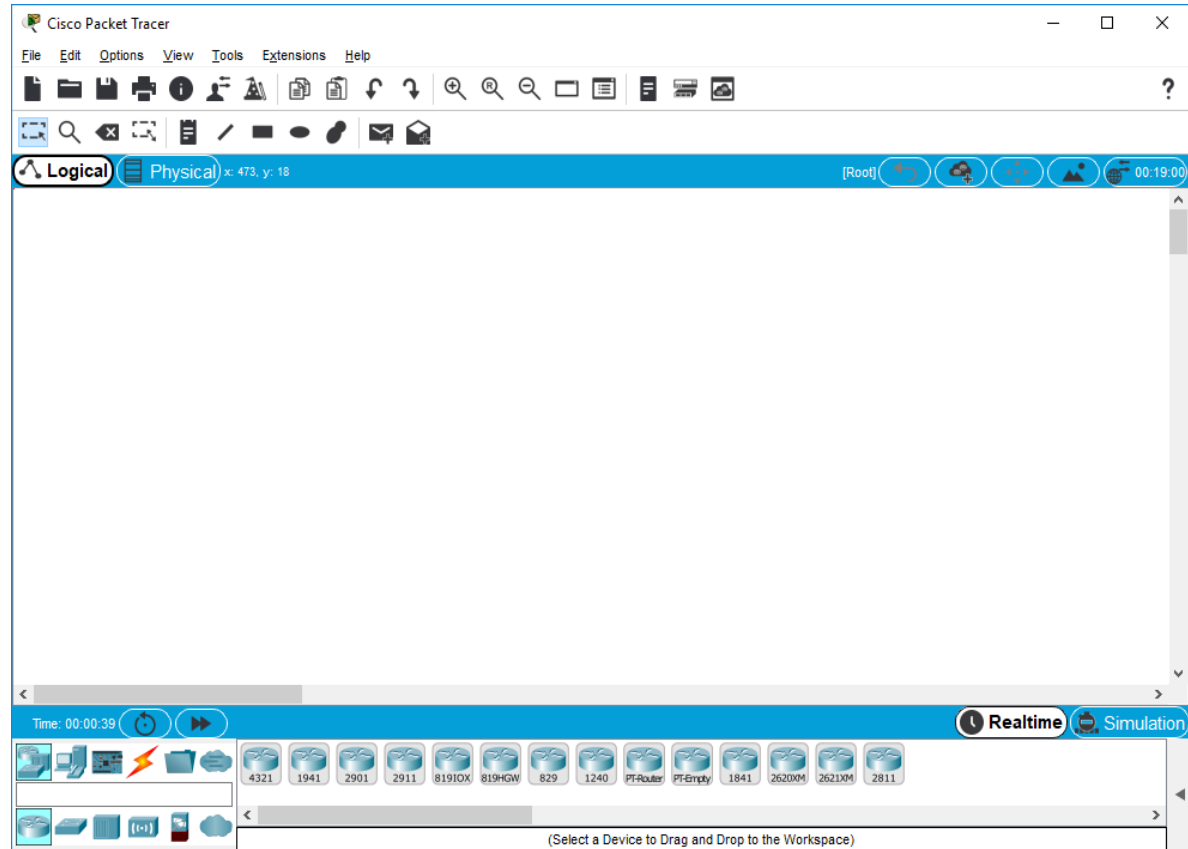 Cisco Packet Tracer
File Edit Options View Tools Extensions Help
?
Logical Physical x: 473, y: 18 [Root] 00:19:00
Time: 00:00:39 Realtime Simulation
4321 1941 2901 2911 819IOX 819HGW 829 1240 PT-Router PT-Empty 1841 2620XM 2621XM 2811
(Select a Device to Drag and Drop to the Workspace)